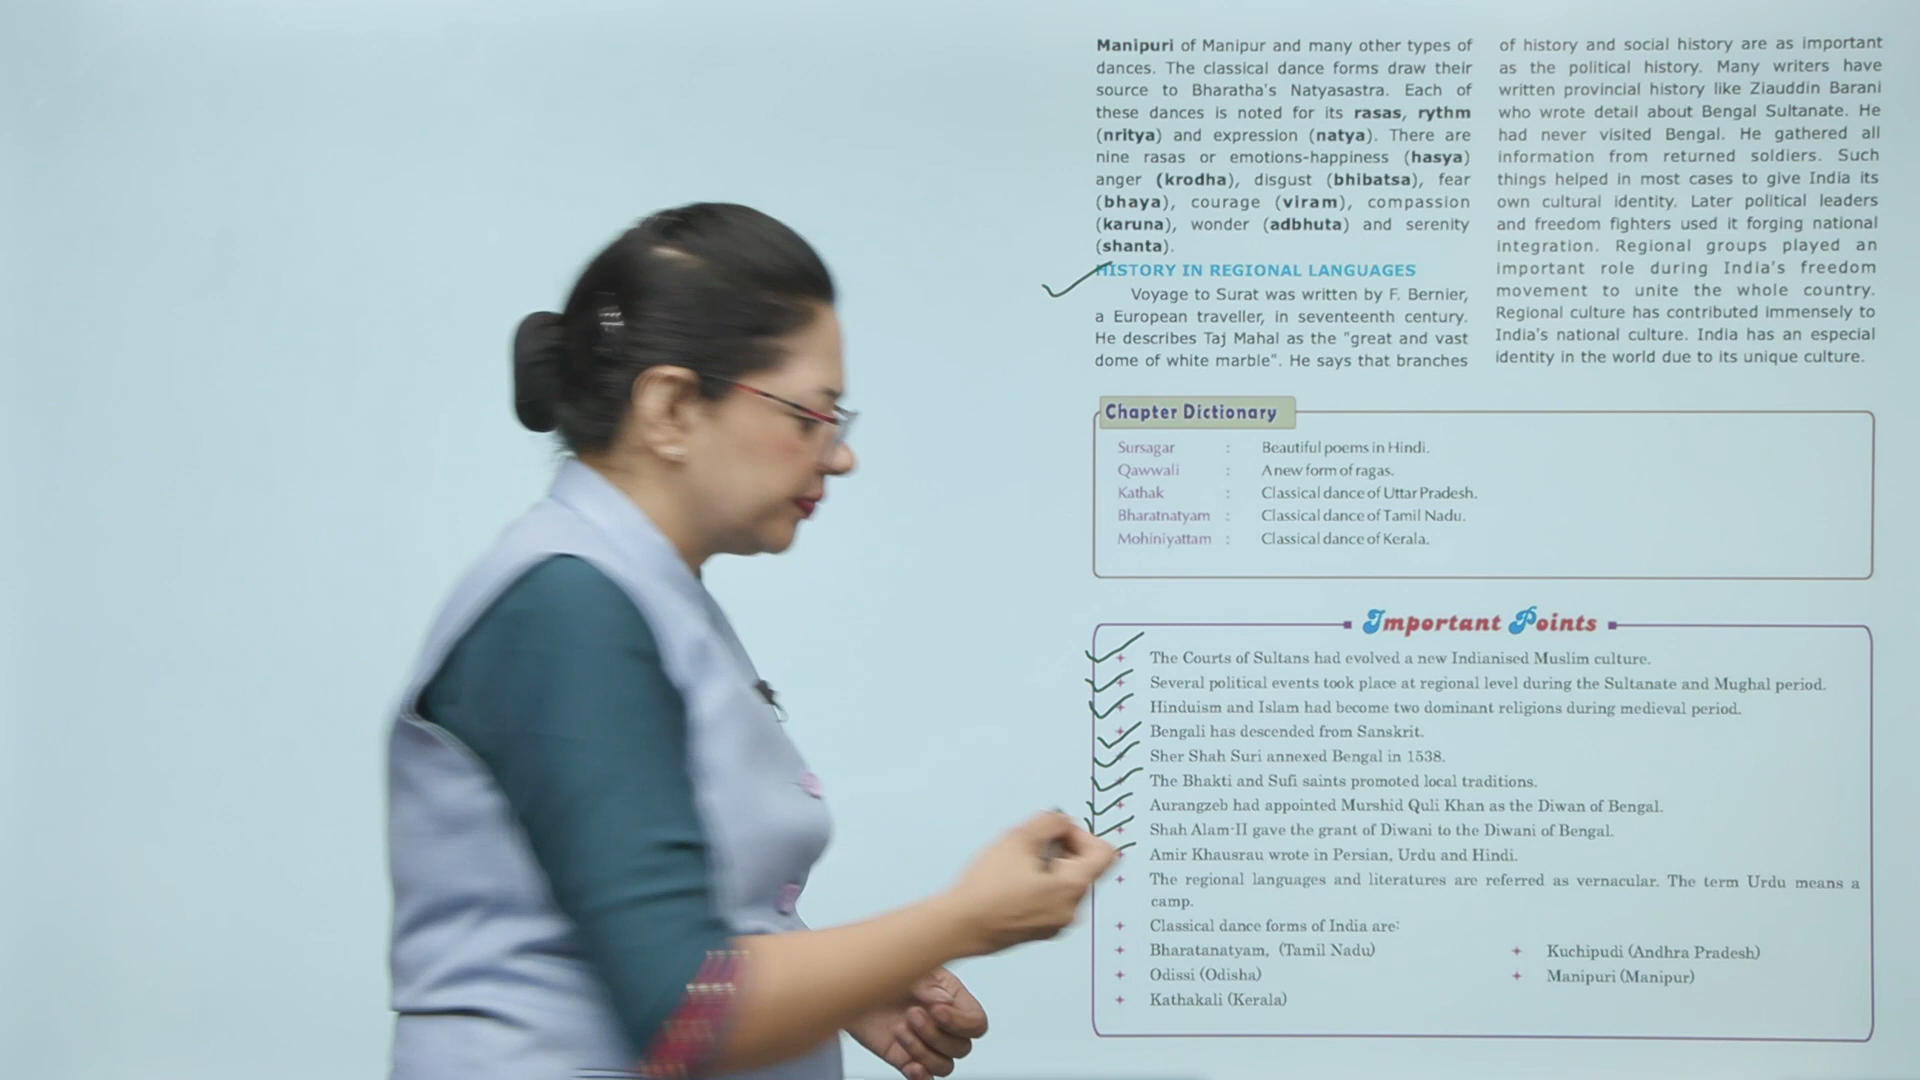 Manipuri of Manipur and many other types of
dances. The classical dance forms draw their
source to Bharatha's Natyasastra. Each of
these dances is noted for its rasas, rythm
(nritya) and expression (natya). There are
nine rasas or emotions-happiness (hasya)
anger (krodha), disgust (bhibatsa), fear
(bhaya), courage (viram), compassion
(karuna), wonder (adbhuta) and serenity
(shanta).
HISTORY IN REGIONAL LANGUAGES
Voyage to Surat was written by F. Bernier,
a European traveller, in seventeenth century.
He describes Taj Mahal as the "great and vast
dome of white marble". He says that branches
of history and social history are as important
as the political history. Many writers have
written provincial history like Ziauddin Barani
who wrote detail about Bengal Sultanate. He
had never visited Bengal. He gathered all
information from returned soldiers. Such
things helped in most cases to give India its
own cultural identity. Later political leaders
and freedom fighters used it forging national
integration. Regional groups played an
important role during India's freedom
movement to unite the whole country.
Regional culture has contributed immensely to
India's national culture. India has an especial
identity in the world due to its unique culture.
Chapter Dictionary
Sursagar : Beautiful poems in Hindi.
Qawwali : A new form of ragas.
Kathak : Classical dance of Uttar Pradesh.
Bharatnatyam : Classical dance of Tamil Nadu.
Mohiniyattam : Classical dance of Kerala.
Important Points
The Courts of Sultans had evolved a new Indianised Muslim culture.
Several political events took place at regional level during the Sultanate and Mughal period.
Hinduism and Islam had become two dominant religions during medieval period.
Bengali has descended from Sanskrit.
Sher Shah Suri annexed Bengal in 1538.
The Bhakti and Sufi saints promoted local traditions.
Aurangzeb had appointed Murshid Quli Khan as the Diwan of Bengal.
Shah Alam-II gave the grant of Diwani to the Diwani of Bengal.
Amir Khausrau wrote in Persian, Urdu and Hindi.
The regional languages and literatures are referred as vernacular. The term Urdu means a
camp.
Classical dance forms of India are:
Bharatanatyam, (Tamil Nadu)
Kuchipudi (Andhra Pradesh)
Odissi (Odisha)
Manipuri (Manipur)
Kathakali (Kerala)